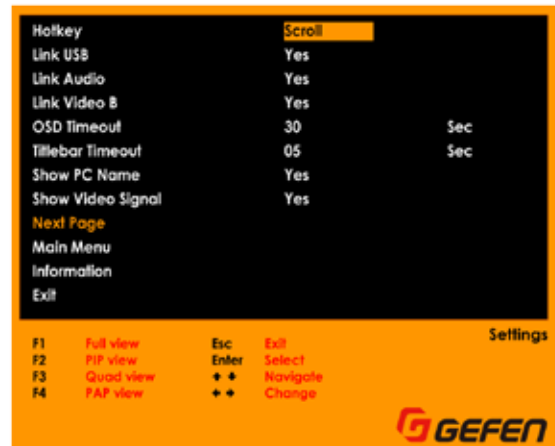 Hotkey Scroll
Link USB Yes
Link Audio Yes
Link Video B Yes
OSD Timeout 30 Sec
Titlebar Timeout 05 Sec
Show PC Name Yes
Show Video Signal Yes
Next Page
Main Menu
Information
Exit
Settings
F1 Full view Esc Exit
F2 PIP view Enter Select
F3 Quad view Navigate
F4 PAP view Change
GEFEN